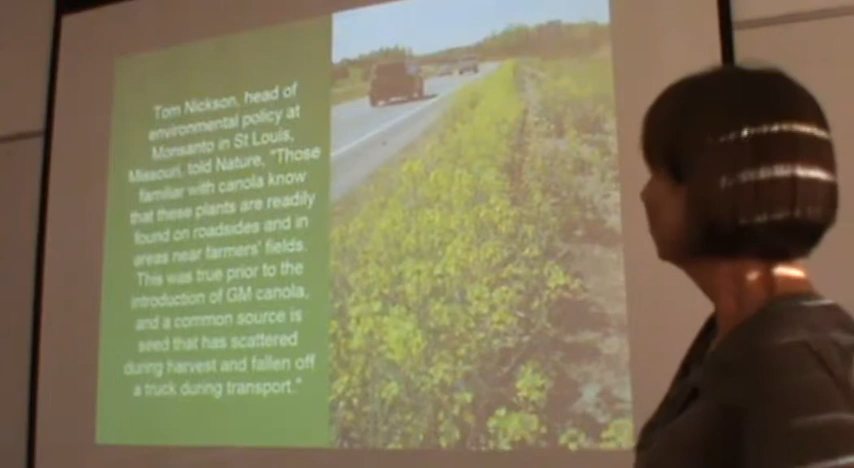 Tom Nickson, head of
environmental policy at
Monsanto in St Louis,
Missouri, told Nature, "Those
familiar with canola know
that these plants are readily
found on roadsides and in
areas near farmers' fields.
This was true prior to the
introduction of GM canola,
and a common source is
seed that has scattered
during harvest and fallen off
a truck during transport."